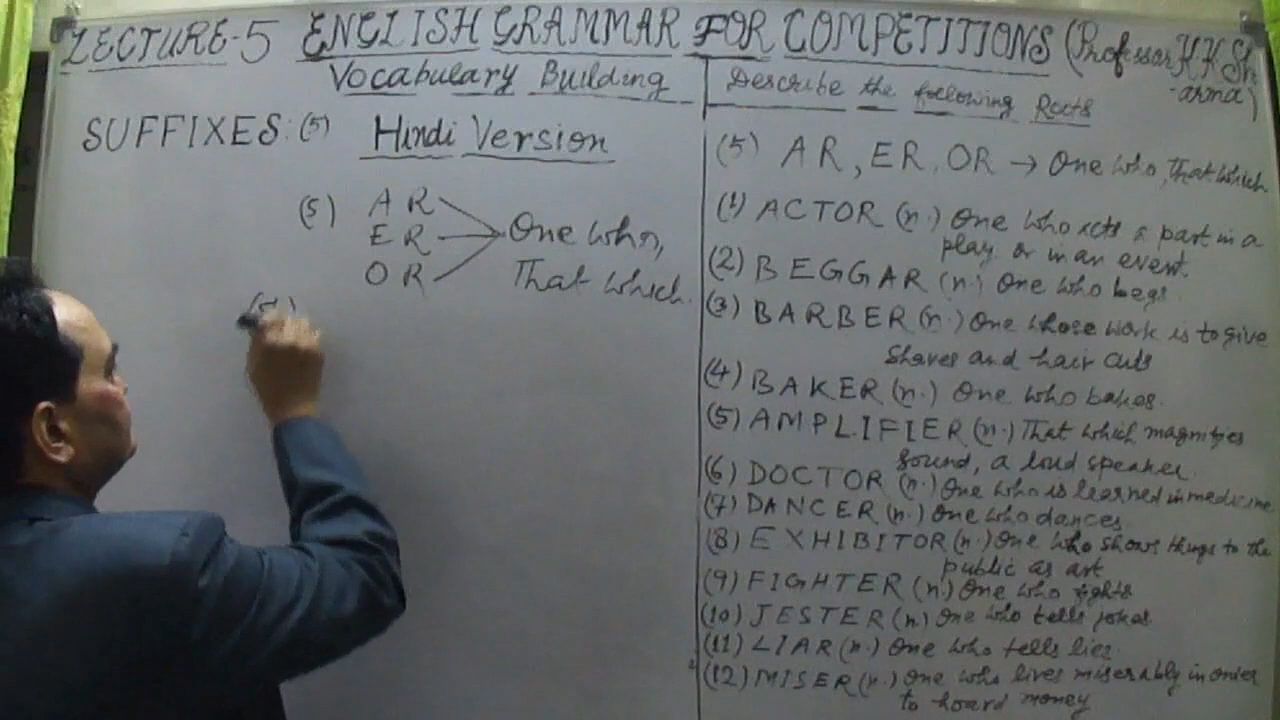 LECTURE-5 ENGLISH GRAMMAR FOR COMPETITIONS (Professor K K Sh-
arma)
Vocabulary Building
SUFFIXES: (5) Hindi Version
(5) AR
ER
OR
One who,
That which.
Describe the following Roots
(5) AR, ER, OR → One who, That which
(1) ACTOR (n.) One who acts a part in a
play or in an event.
(2) BEGGAR (n.) One who begs.
(3) BARBER (n.) One whose work is to give
Shaves and hair cuts
(4) BAKER (n.) One who bakes.
(5) AMPLIFIER (n.) That which magnifies
Sound, a loud speaker.
(6) DOCTOR (n.) One who is learned in medicine
(7) DANCER (n.) One who dances
(8) EXHIBITOR (n.) One who shows things to the
public as art
(9) FIGHTER (n.) One who fights
(10) JESTER (n.) One who tells jokes
(11) LIAR (n.) One who tells lies
(12) MISER (n.) One who lives miserably in order
to hoard money